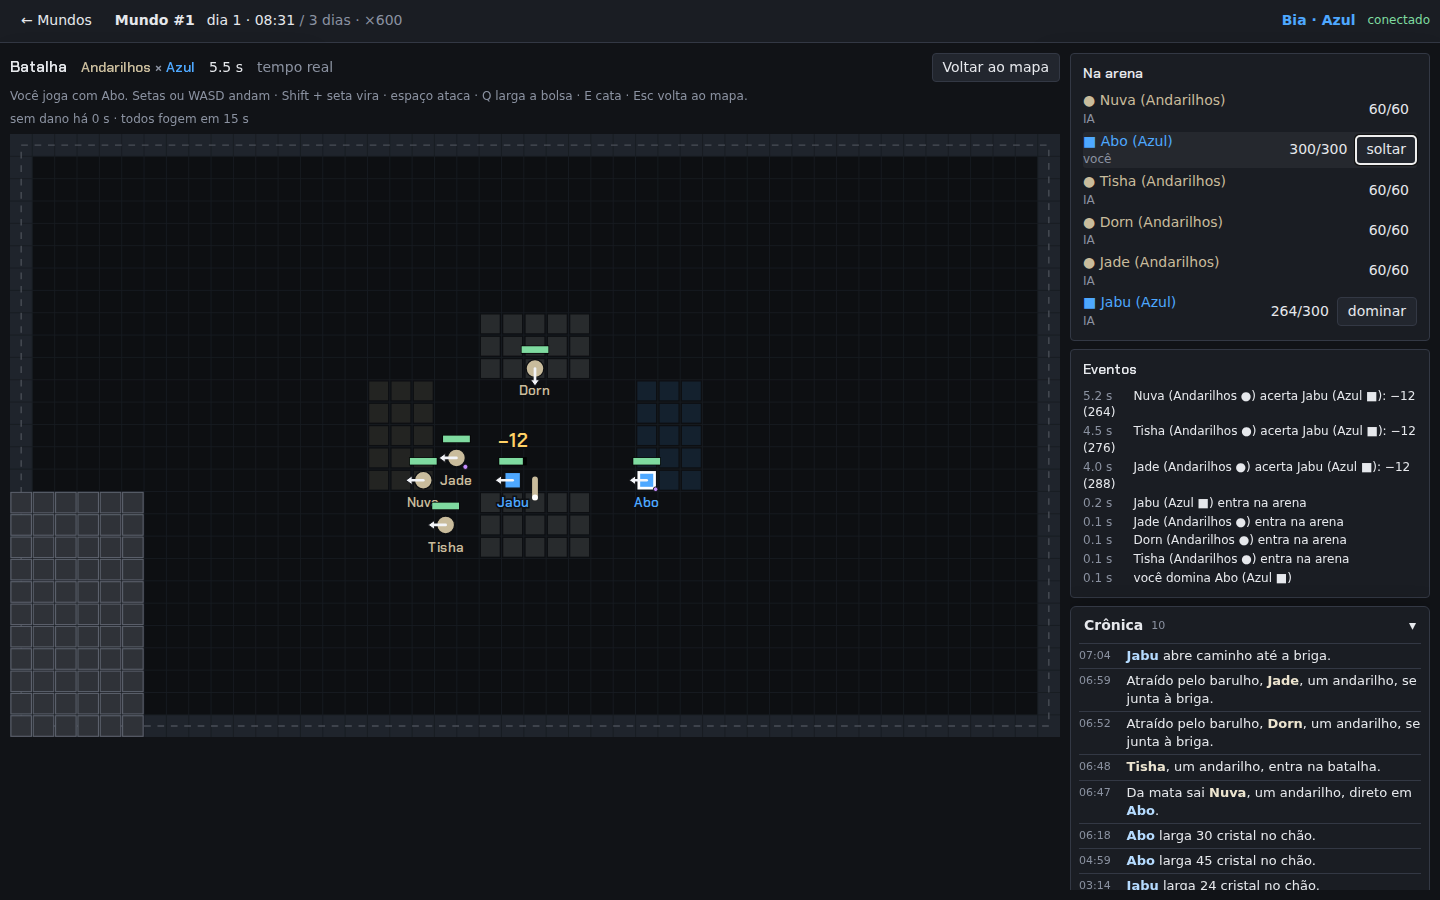 ← Mundos Mundo #1 dia 1 · 08:31 / 3 dias · ×600 Bia · Azul conectado
Batalha Andarilhos × Azul 5.5 s tempo real Voltar ao mapa
Você joga com Abo. Setas ou WASD andam · Shift + seta vira · espaço ataca · Q larga a bolsa · E cata · Esc volta ao mapa.
sem dano há 0 s · todos fogem em 15 s
Dorn
−12
Jade
Nuva
Jabu
Abo
Tisha
Na arena
● Nuva (Andarilhos) 60/60
IA
■ Abo (Azul) 300/300 soltar
você
● Tisha (Andarilhos) 60/60
IA
● Dorn (Andarilhos) 60/60
IA
● Jade (Andarilhos) 60/60
IA
■ Jabu (Azul) 264/300 dominar
IA
Eventos
5.2 s Nuva (Andarilhos ●) acerta Jabu (Azul ■): −12
(264)
4.5 s Tisha (Andarilhos ●) acerta Jabu (Azul ■): −12
(276)
4.0 s Jade (Andarilhos ●) acerta Jabu (Azul ■): −12
(288)
0.2 s Jabu (Azul ■) entra na arena
0.1 s Jade (Andarilhos ●) entra na arena
0.1 s Dorn (Andarilhos ●) entra na arena
0.1 s Tisha (Andarilhos ●) entra na arena
0.1 s você domina Abo (Azul ■)
Crônica 10 ▾
07:04 Jabu abre caminho até a briga.
06:59 Atraído pelo barulho, Jade, um andarilho, se
junta à briga.
06:52 Atraído pelo barulho, Dorn, um andarilho, se
junta à briga.
06:48 Tisha, um andarilho, entra na batalha.
06:47 Da mata sai Nuva, um andarilho, direto em
Abo.
06:18 Abo larga 30 cristal no chão.
04:59 Abo larga 45 cristal no chão.
03:14 Jabu larga 24 cristal no chão.